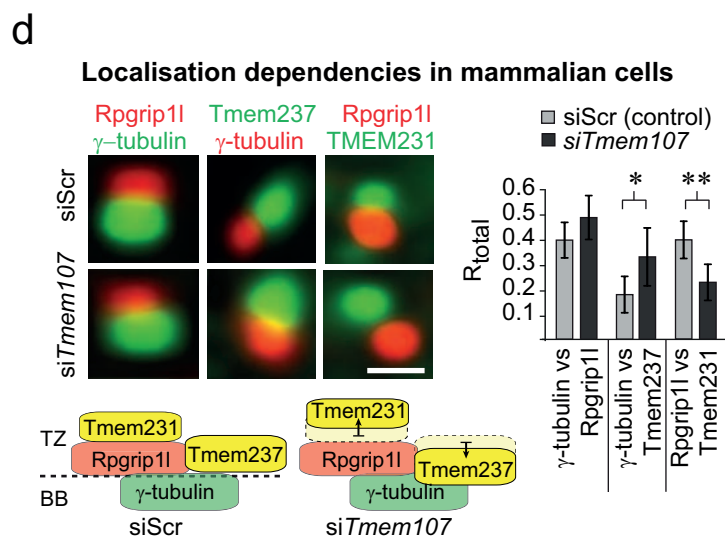 d
Localisation dependencies in mammalian cells
Rpgrip1l Tmem237 Rpgrip1l
γ–tubulin γ-tubulin TMEM231
siScr
siTmem107
siScr (control)
siTmem107
* **
R total
0.6
0.5
0.4
0.3
0.2
0.1
γ-tubulin vs
Rpgrip1l
γ-tubulin vs
Tmem237
Rpgrip1l vs
Tmem231
TZ
BB
Tmem231
Rpgrip1l
Tmem237
γ-tubulin
siScr
Tmem231
Rpgrip1l
Tmem237
γ-tubulin
siTmem107